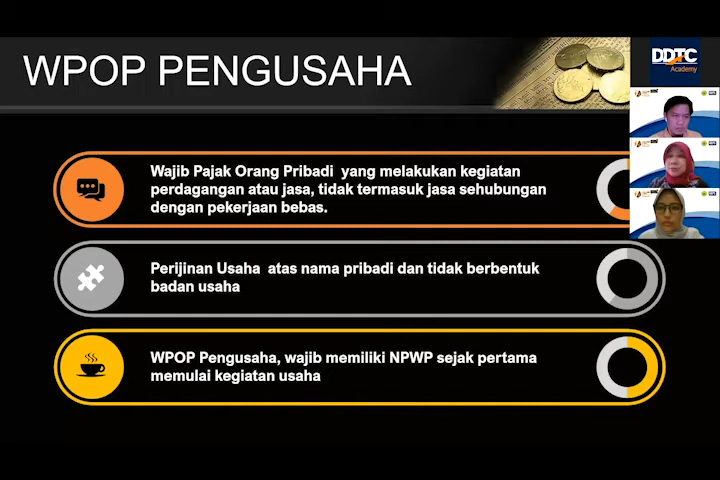 WPOP PENGUSAHA
DDTC
Academy
Wajib Pajak Orang Pribadi yang melakukan kegiatan
perdagangan atau jasa, tidak termasuk jasa sehubungan
dengan pekerjaan bebas.
Perijinan Usaha atas nama pribadi dan tidak berbentuk
badan usaha
WPOP Pengusaha, wajib memiliki NPWP sejak pertama
memulai kegiatan usaha